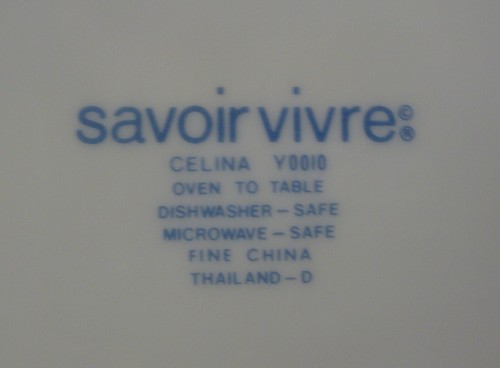 savoir vivre©®
CELINA Y0010
OVEN TO TABLE
DISHWASHER – SAFE
MICROWAVE – SAFE
FINE CHINA
THAILAND – D